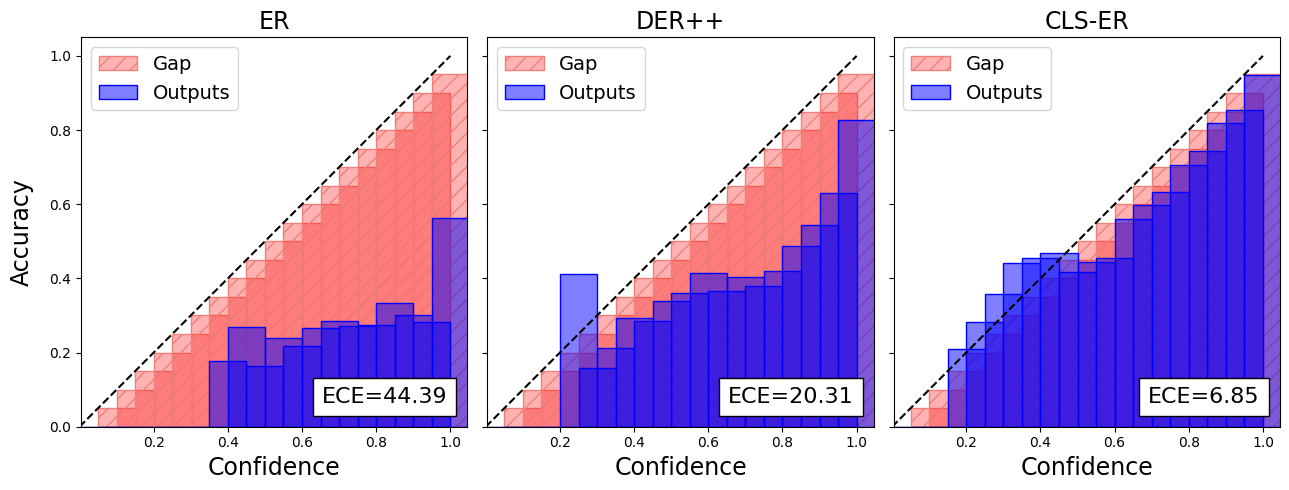 ER
DER++
CLS-ER
Gap
Outputs
Gap
Outputs
Gap
Outputs
Accuracy
1.0
0.8
0.6
0.4
0.2
0.0
ECE=44.39
ECE=20.31
ECE=6.85
0.2 0.4 0.6 0.8 1.0
0.2 0.4 0.6 0.8 1.0
0.2 0.4 0.6 0.8 1.0
Confidence
Confidence
Confidence